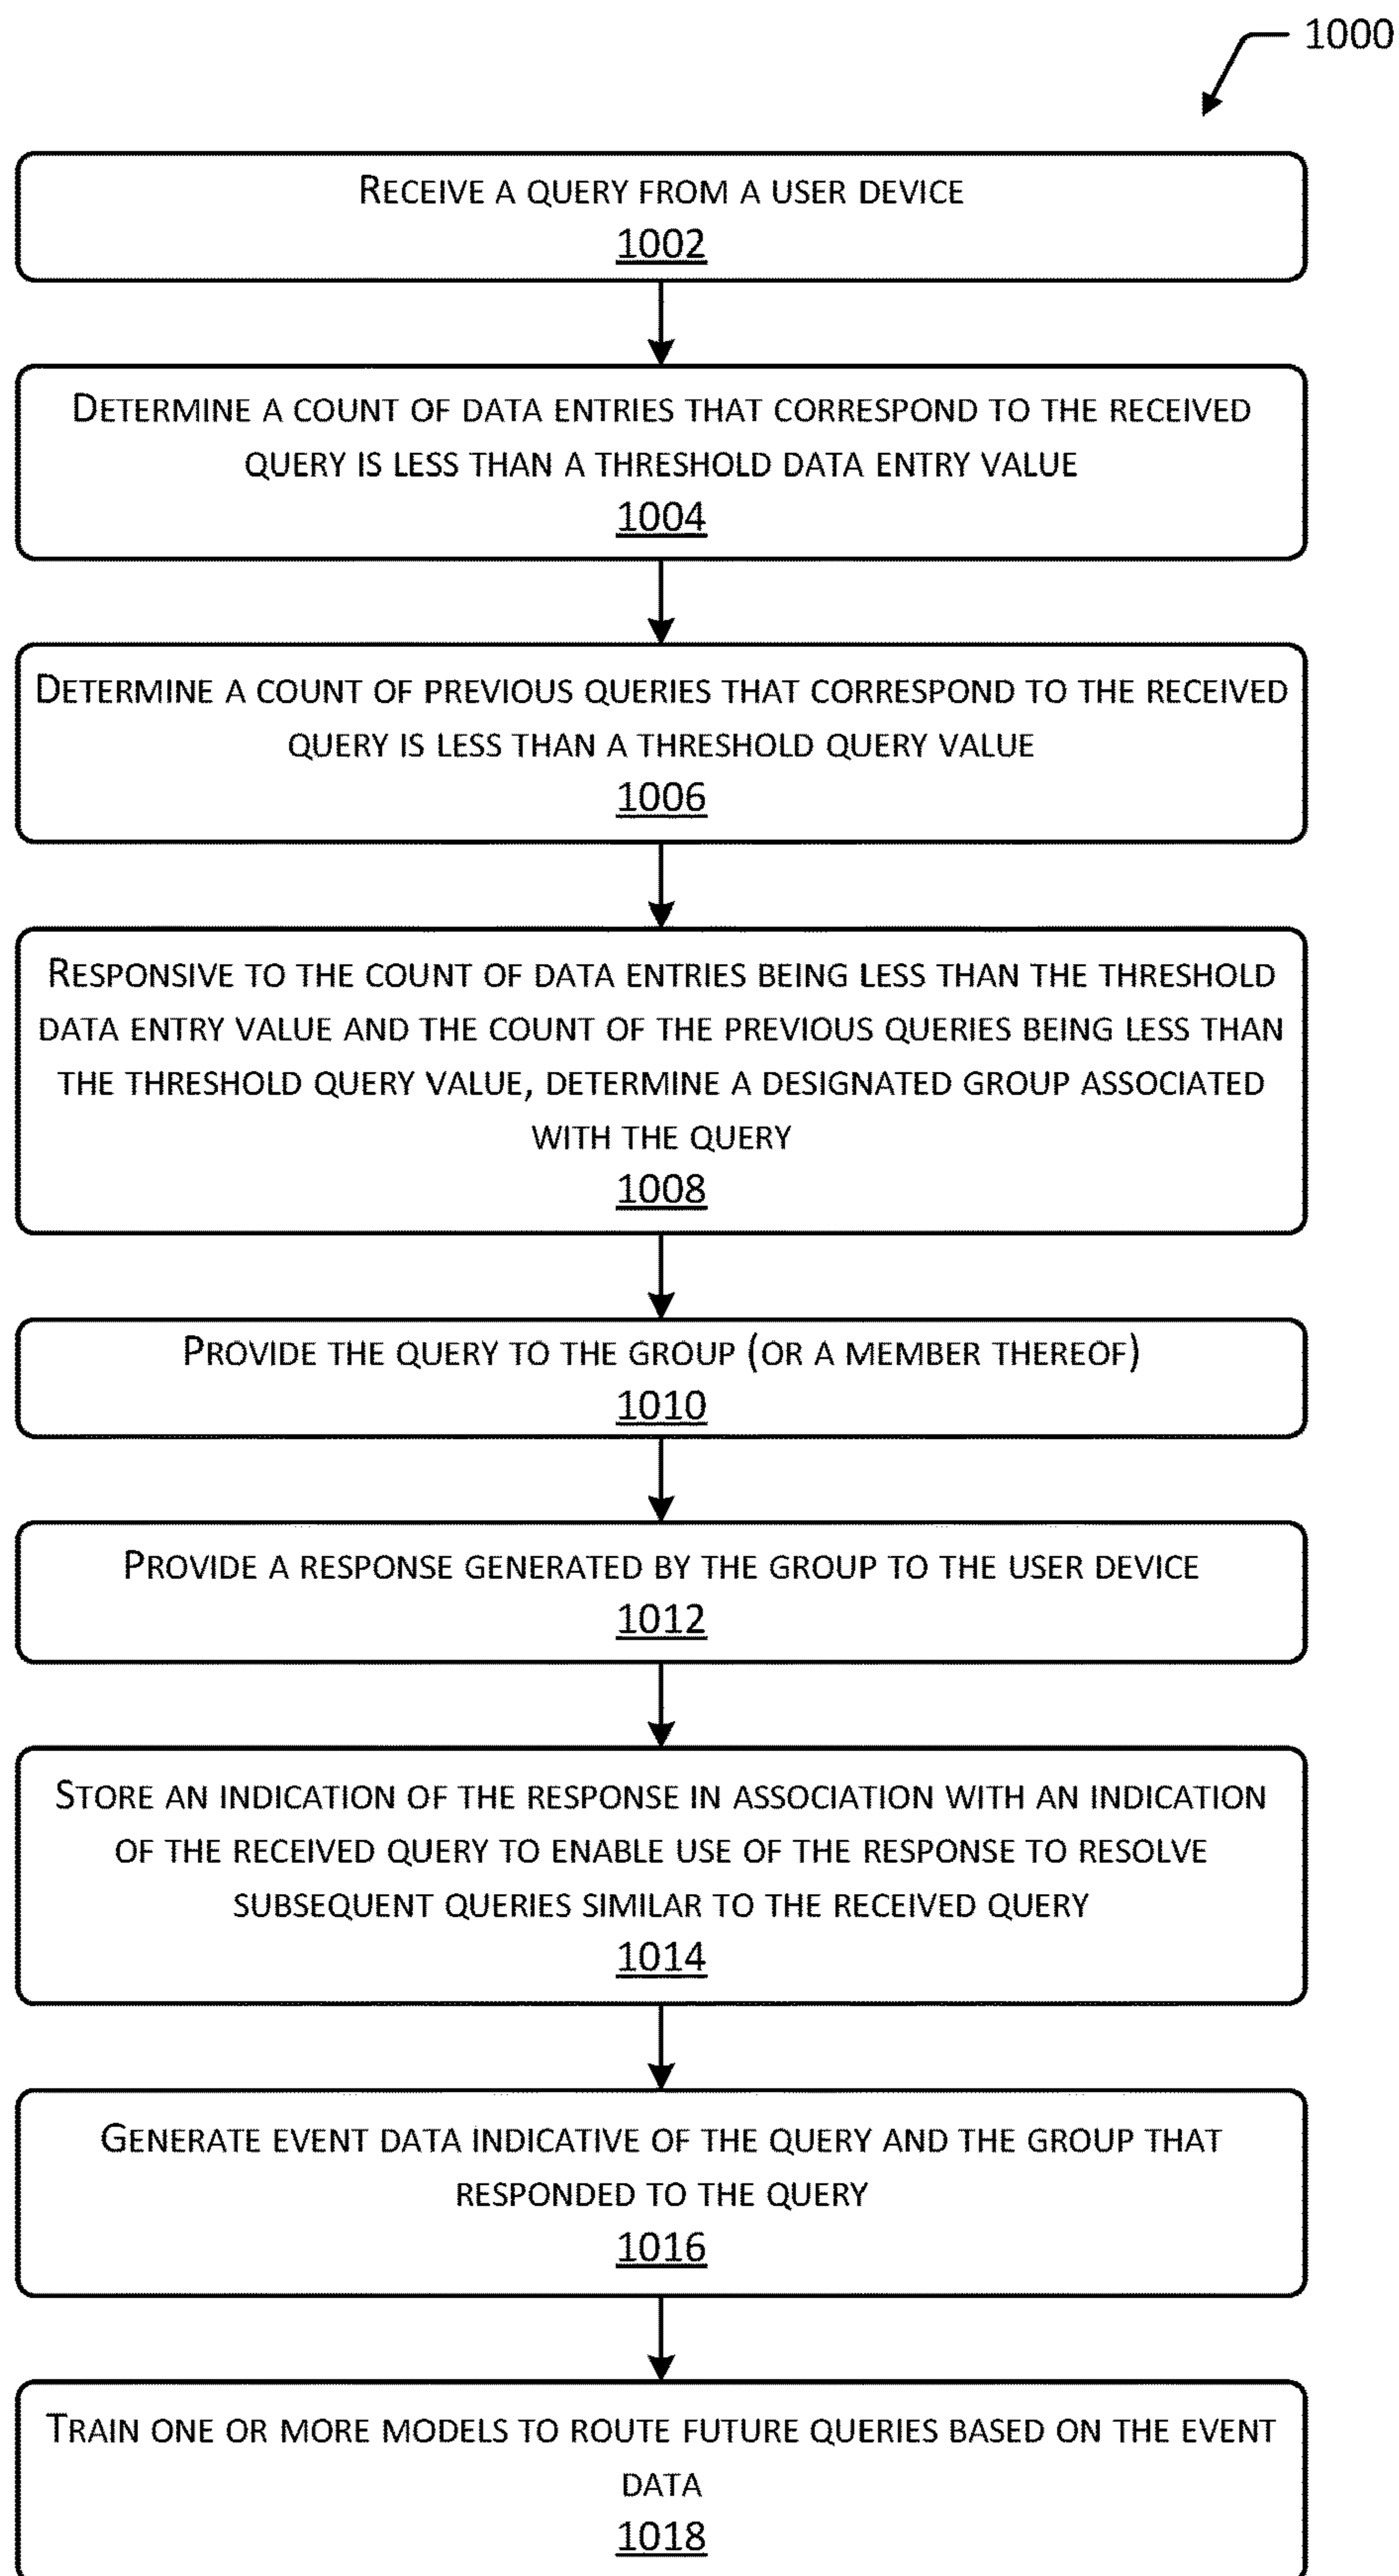 1000
RECEIVE A QUERY FROM A USER DEVICE
1002
DETERMINE A COUNT OF DATA ENTRIES THAT CORRESPOND TO THE RECEIVED
QUERY IS LESS THAN A THRESHOLD DATA ENTRY VALUE
1004
DETERMINE A COUNT OF PREVIOUS QUERIES THAT CORRESPOND TO THE RECEIVED
QUERY IS LESS THAN A THRESHOLD QUERY VALUE
1006
RESPONSIVE TO THE COUNT OF DATA ENTRIES BEING LESS THAN THE THRESHOLD
DATA ENTRY VALUE AND THE COUNT OF THE PREVIOUS QUERIES BEING LESS THAN
THE THRESHOLD QUERY VALUE, DETERMINE A DESIGNATED GROUP ASSOCIATED
WITH THE QUERY
1008
PROVIDE THE QUERY TO THE GROUP (OR A MEMBER THEREOF)
1010
PROVIDE A RESPONSE GENERATED BY THE GROUP TO THE USER DEVICE
1012
STORE AN INDICATION OF THE RESPONSE IN ASSOCIATION WITH AN INDICATION
OF THE RECEIVED QUERY TO ENABLE USE OF THE RESPONSE TO RESOLVE
SUBSEQUENT QUERIES SIMILAR TO THE RECEIVED QUERY
1014
GENERATE EVENT DATA INDICATIVE OF THE QUERY AND THE GROUP THAT
RESPONDED TO THE QUERY
1016
TRAIN ONE OR MORE MODELS TO ROUTE FUTURE QUERIES BASED ON THE EVENT
DATA
1018